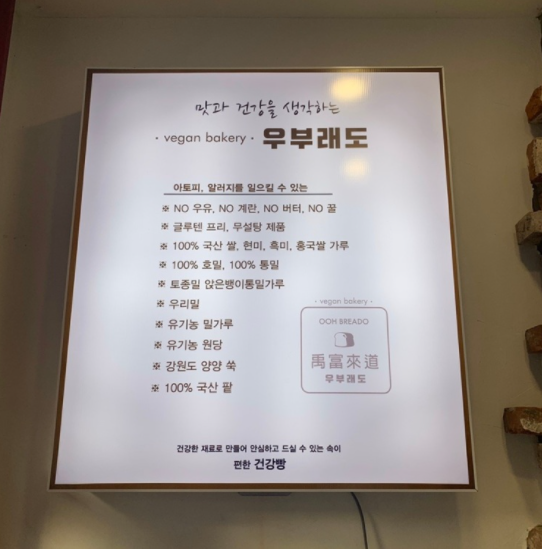 맛과 건강을 생각하는
· vegan bakery · 우부래도
아토피, 알러지를 일으킬 수 있는
※ NO 우유, NO 계란, NO 버터, NO 꿀
※ 글루텐 프리, 무설탕 제품
※ 100% 국산 쌀, 현미, 흑미, 홍국쌀 가루
※ 100% 호밀, 100% 통밀
※ 토종밀 앉은뱅이통밀가루
※ 우리밀
※ 유기농 밀가루
※ 유기농 원당
※ 강원도 양양 쑥
※ 100% 국산 팥
· vegan bakery ·
OOH BREADO
禹富來道
우부래도
건강한 재료로 만들어 안심하고 드실 수 있는 속이
편한 건강빵